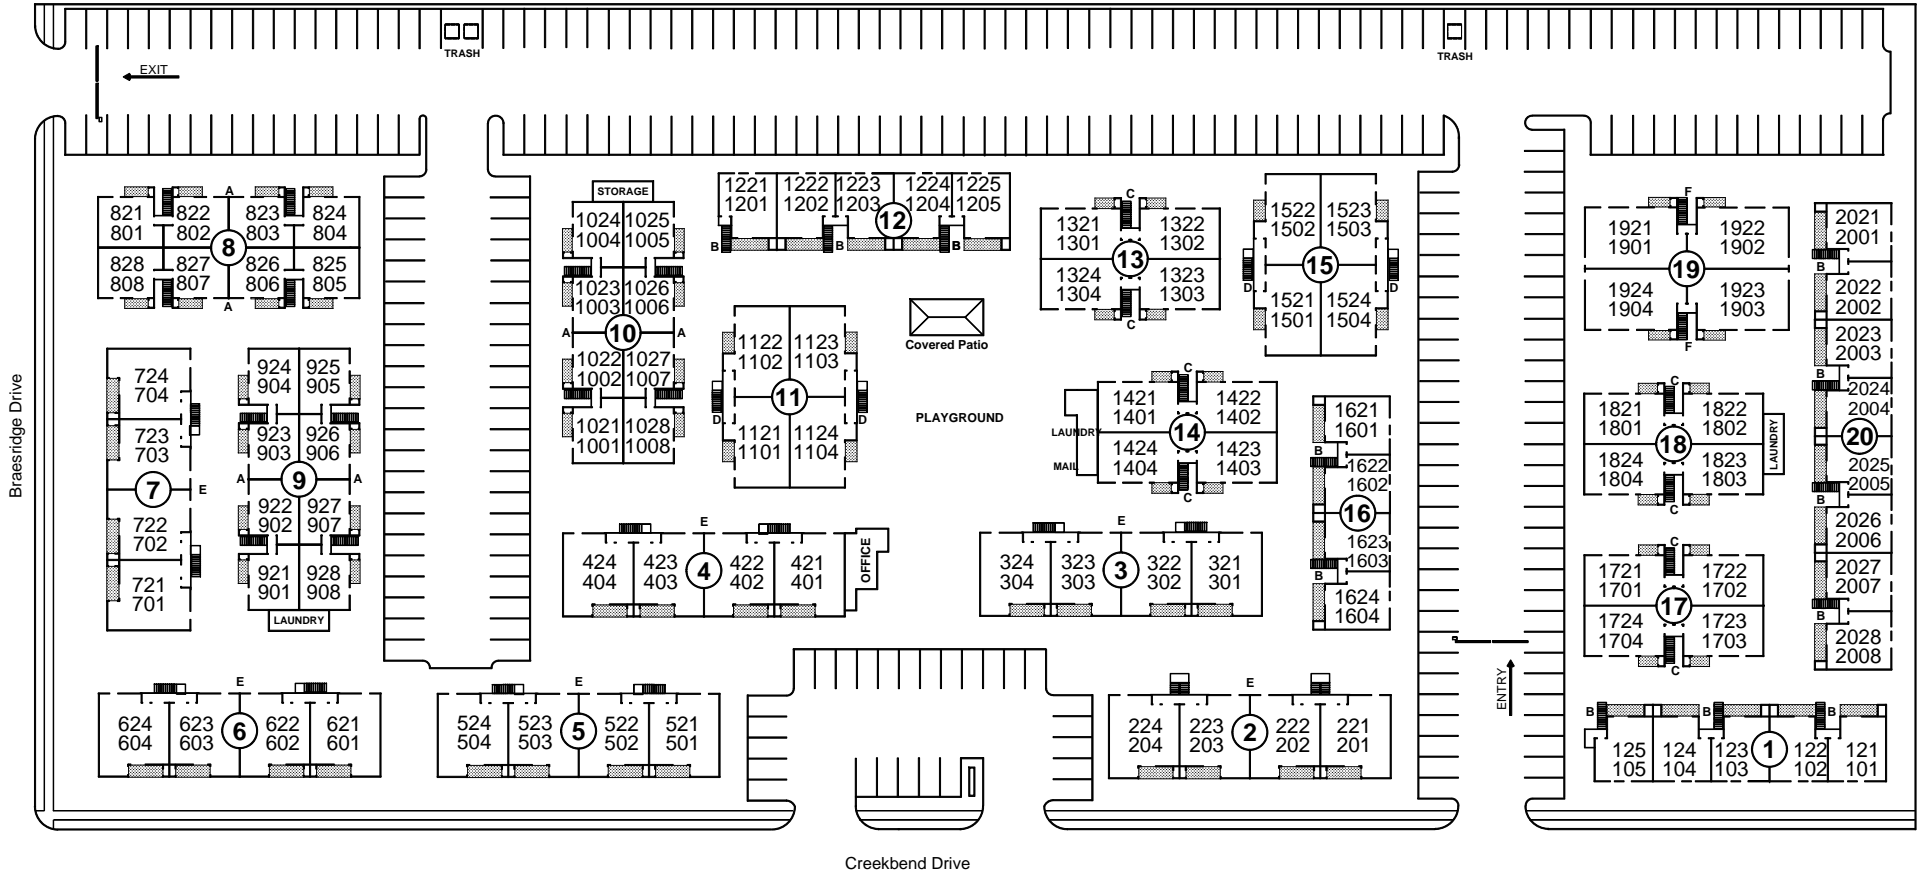 TRASH
TRASH
EXIT
Braesridge Drive
A
821 822 823 824
801 802 803 804
8
828 827 826 825
808 807 806 805
A
724
704
723
703
7
E
722
702
721
701
924 925
904 905
923 926
903 906
A 9 A
922 927
902 907
921 928
901 908
LAUNDRY
E
624 623 622 621
604 603 602 601
6
E
524 523 522 521
504 503 502 501
5
STORAGE
1024 1025
1004 1005
1023 1026
1003 1006
A 10 A
1022 1027
1002 1007
1021 1028
1001 1008
1221 1222 1223 1224 1225
1201 1202 1203 1204 1205
12
B B B
1122 1123
1102 1103
11
D D
1121 1124
1101 1104
Covered Patio
PLAYGROUND
E
424 423 422 421
404 403 402 401
4
OFFICE
E
324 323 322 321
304 303 302 301
3
C
1321 1322
1301 1302
13
1324 1323
1304 1303
C
1522 1523
1502 1503
15
D D
1521 1524
1501 1504
C
1421 1422
1401 1402
LAUNDRY
14
MAIL
1424 1423
1404 1403
C
1621
1601
B
1622
1602
16
1623
1603
B
1624
1604
E
224 223 222 221
204 203 202 201
2
ENTRY
F
1921 1922
1901 1902
19
1924 1923
1904 1903
F
C
1821 1822
1801 1802
18
LAUNDRY
1824 1823
1804 1803
C
C
1721 1722
1701 1702
17
1724 1723
1704 1703
C
2021
2001
B
2022
2002
2023
2003
B
2024
2004
20
2025
2005
B
2026
2006
2027
2007
B
2028
2008
B B B
125 124 123 122 121
105 104 103 102 101
1
Creekbend Drive